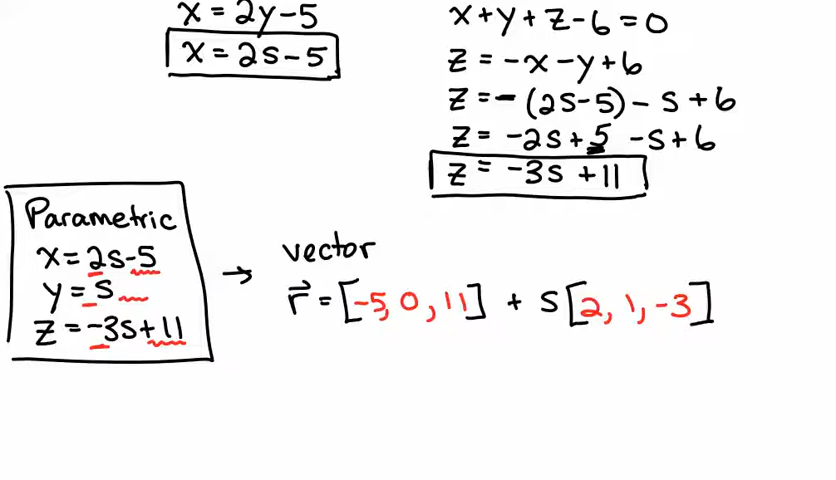 x = 2y - 5
x = 2s - 5
x + y + z - 6 = 0
z = -x - y + 6
z = -(2s - 5) - s + 6
z = -2s + 5 - s + 6
z = -3s + 11
Parametric
x = 2s - 5
y = s
z = -3s + 11
→
vector
r⃗ = [-5, 0, 11] + s[2, 1, -3]